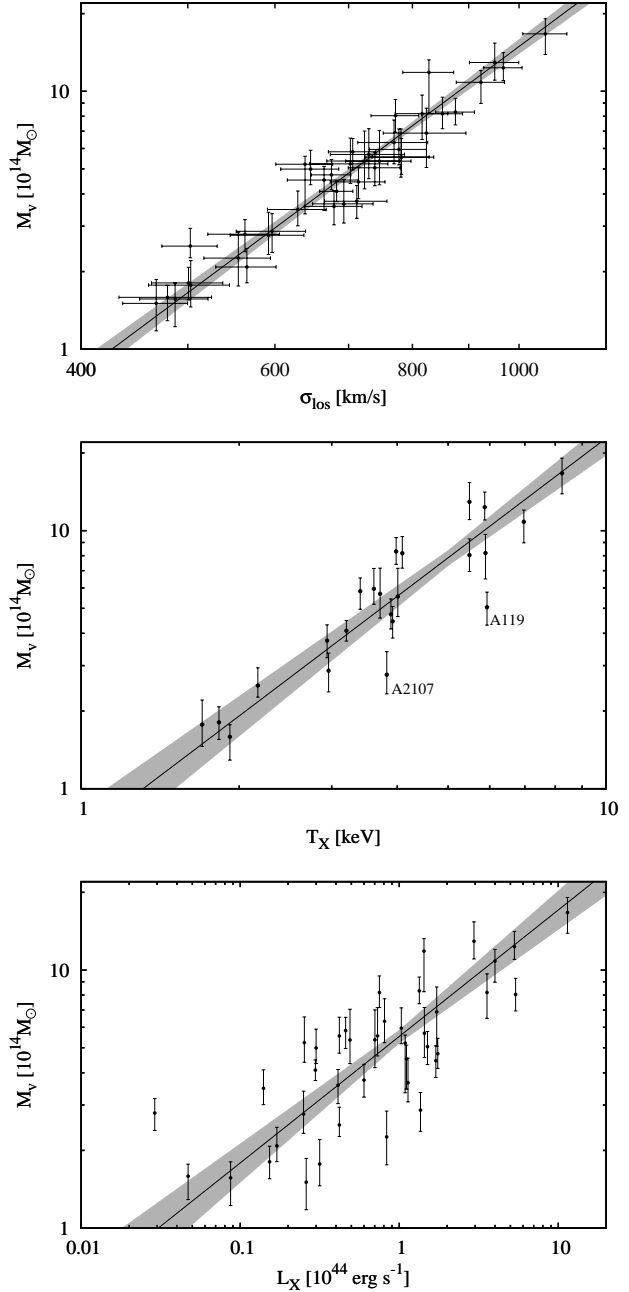 10
M_v [10^14 M_⊙]
1
400
600
800
1000
σ_los [km/s]
10
M_v [10^14 M_⊙]
A119
A2107
1
1
10
T_X [keV]
10
M_v [10^14 M_⊙]
1
0.01
0.1
1
10
L_X [10^44 erg s^-1]